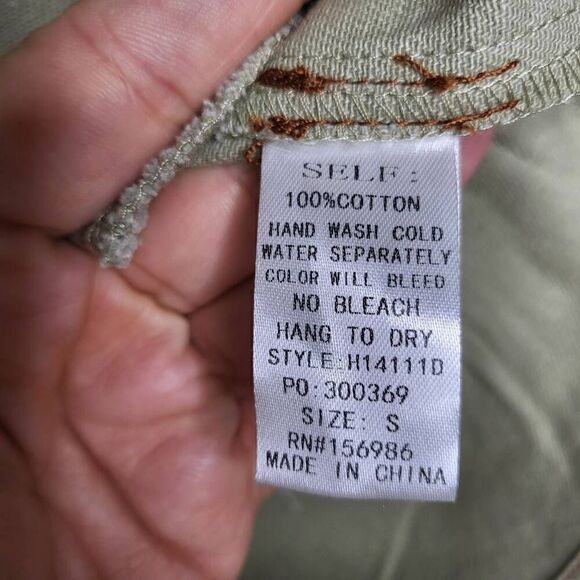 SELF:
100%COTTON
HAND WASH COLD
WATER SEPARATELY
COLOR WILL BLEED
NO BLEACH
HANG TO DRY
STYLE:H14111D
PO:300369
SIZE: S
RN#156986
MADE IN CHINA